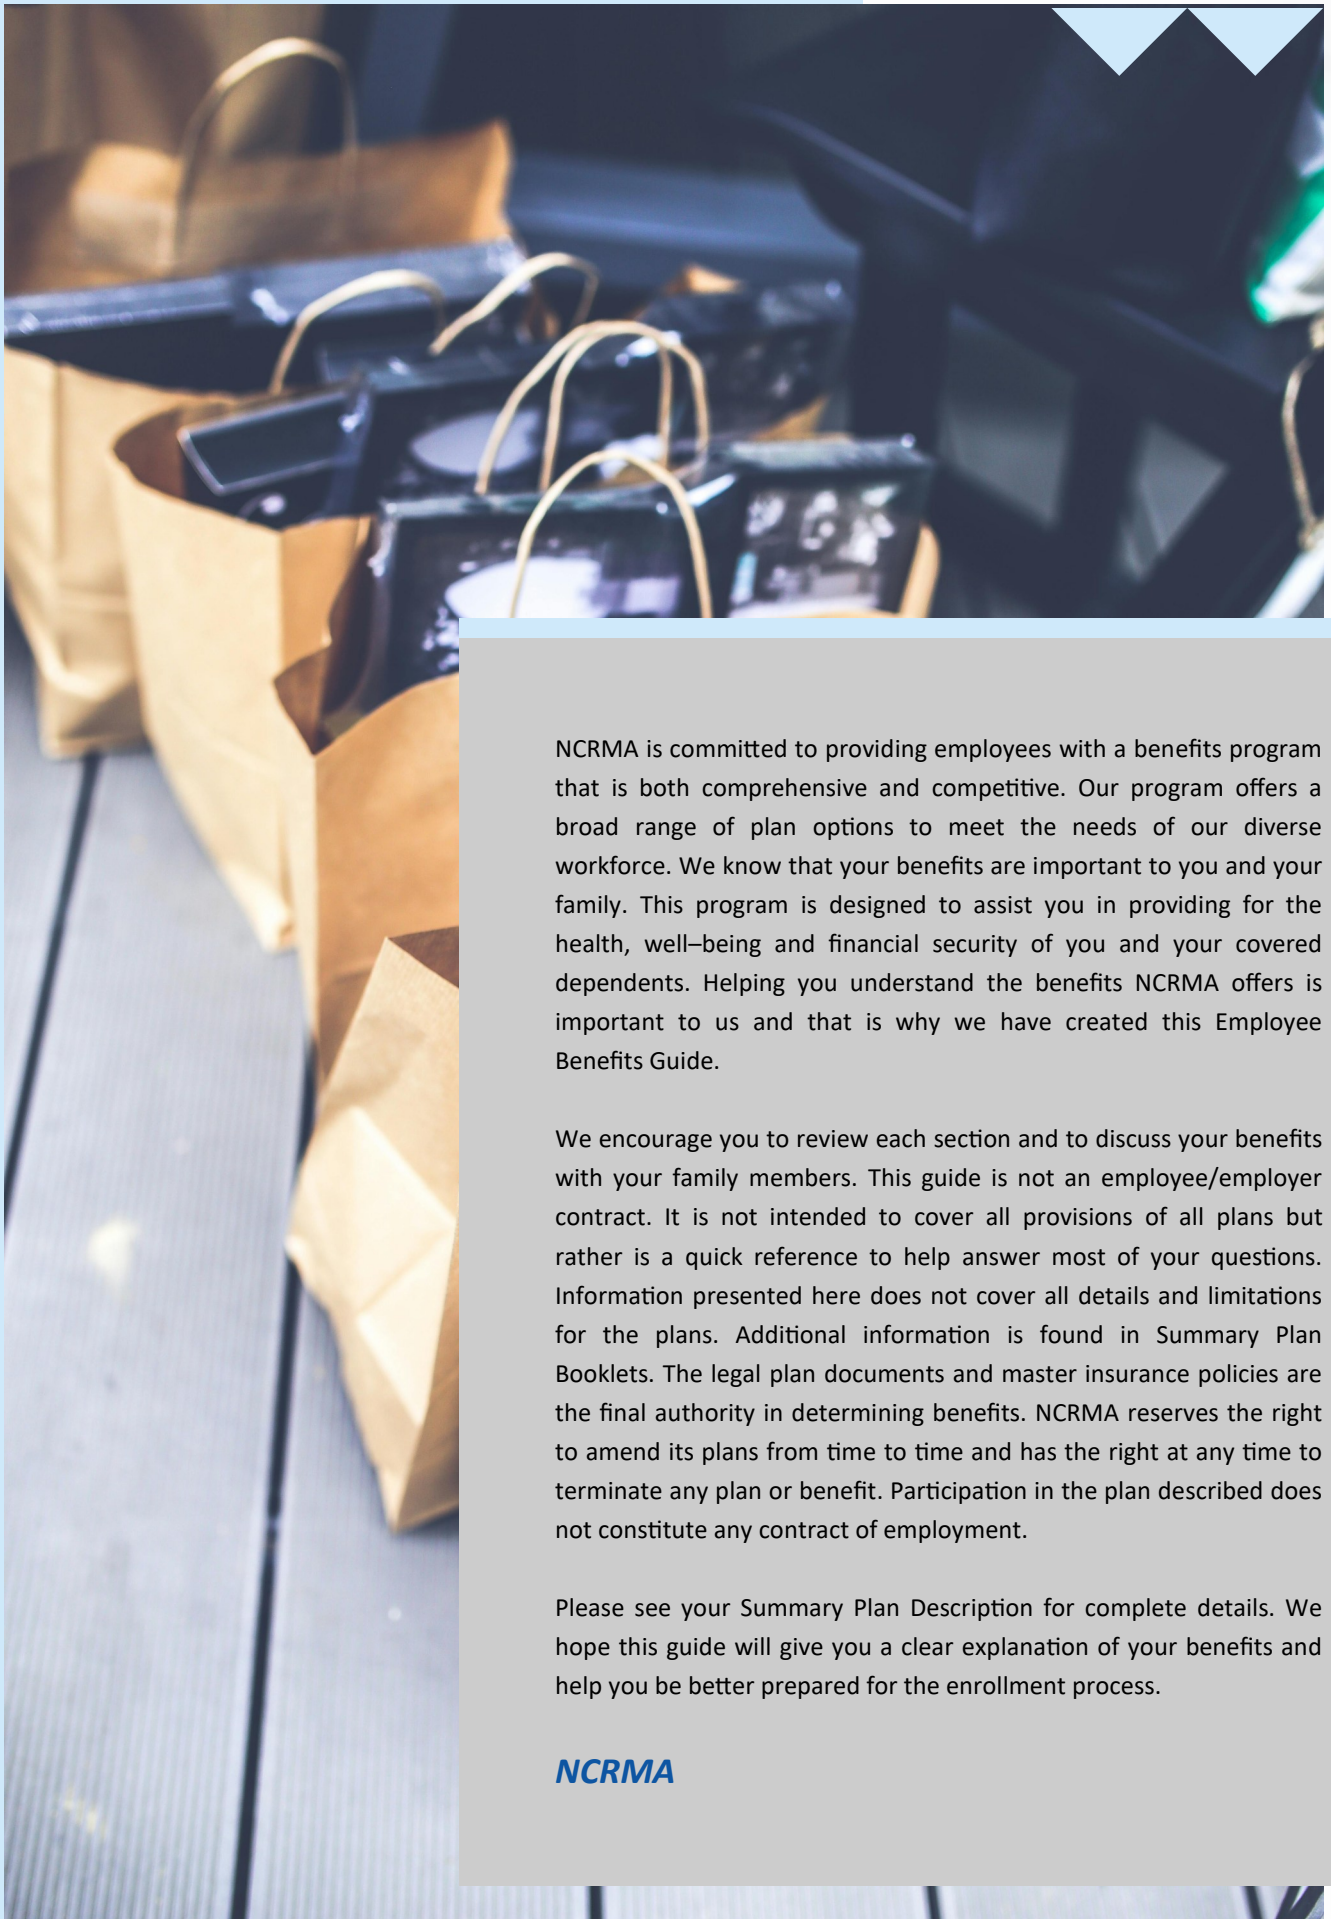 NCRMA is committed to providing employees with a benefits program
that is both comprehensive and competitive. Our program offers a
broad range of plan options to meet the needs of our diverse
workforce. We know that your benefits are important to you and your
family. This program is designed to assist you in providing for the
health, well–being and financial security of you and your covered
dependents. Helping you understand the benefits NCRMA offers is
important to us and that is why we have created this Employee
Benefits Guide.
We encourage you to review each section and to discuss your benefits
with your family members. This guide is not an employee/employer
contract. It is not intended to cover all provisions of all plans but
rather is a quick reference to help answer most of your questions.
Information presented here does not cover all details and limitations
for the plans. Additional information is found in Summary Plan
Booklets. The legal plan documents and master insurance policies are
the final authority in determining benefits. NCRMA reserves the right
to amend its plans from time to time and has the right at any time to
terminate any plan or benefit. Participation in the plan described does
not constitute any contract of employment.
Please see your Summary Plan Description for complete details. We
hope this guide will give you a clear explanation of your benefits and
help you be better prepared for the enrollment process.
NCRMA